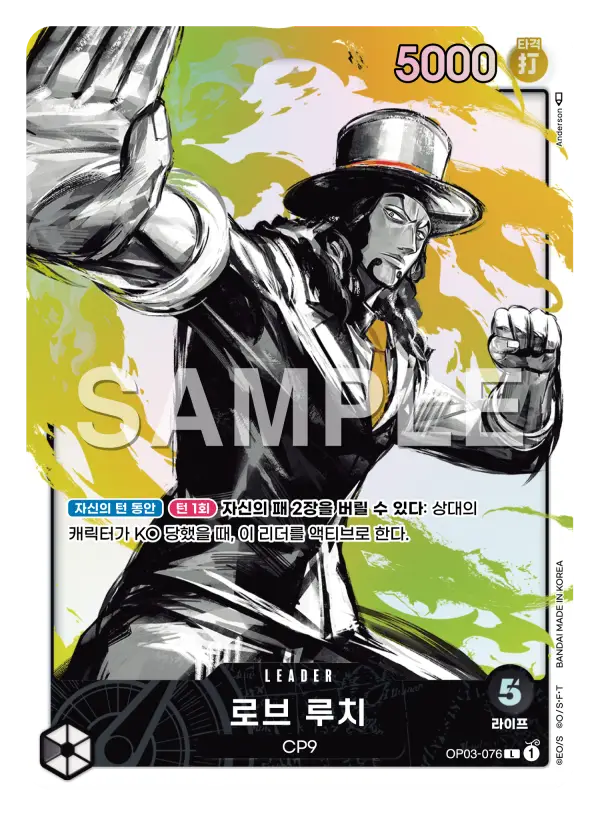 5000
타격
打
Anderson
SAMPLE
자신의 턴 동안 턴 1회 자신의 패 2장을 버릴 수 있다: 상대의
캐릭터가 KO 당했을 때, 이 리더를 액티브로 한다.
LEADER
로브 루치
CP9
5
라이프
OP03-076 L 1
©EO/S ©O/S·F·T BANDAI MADE IN KOREA